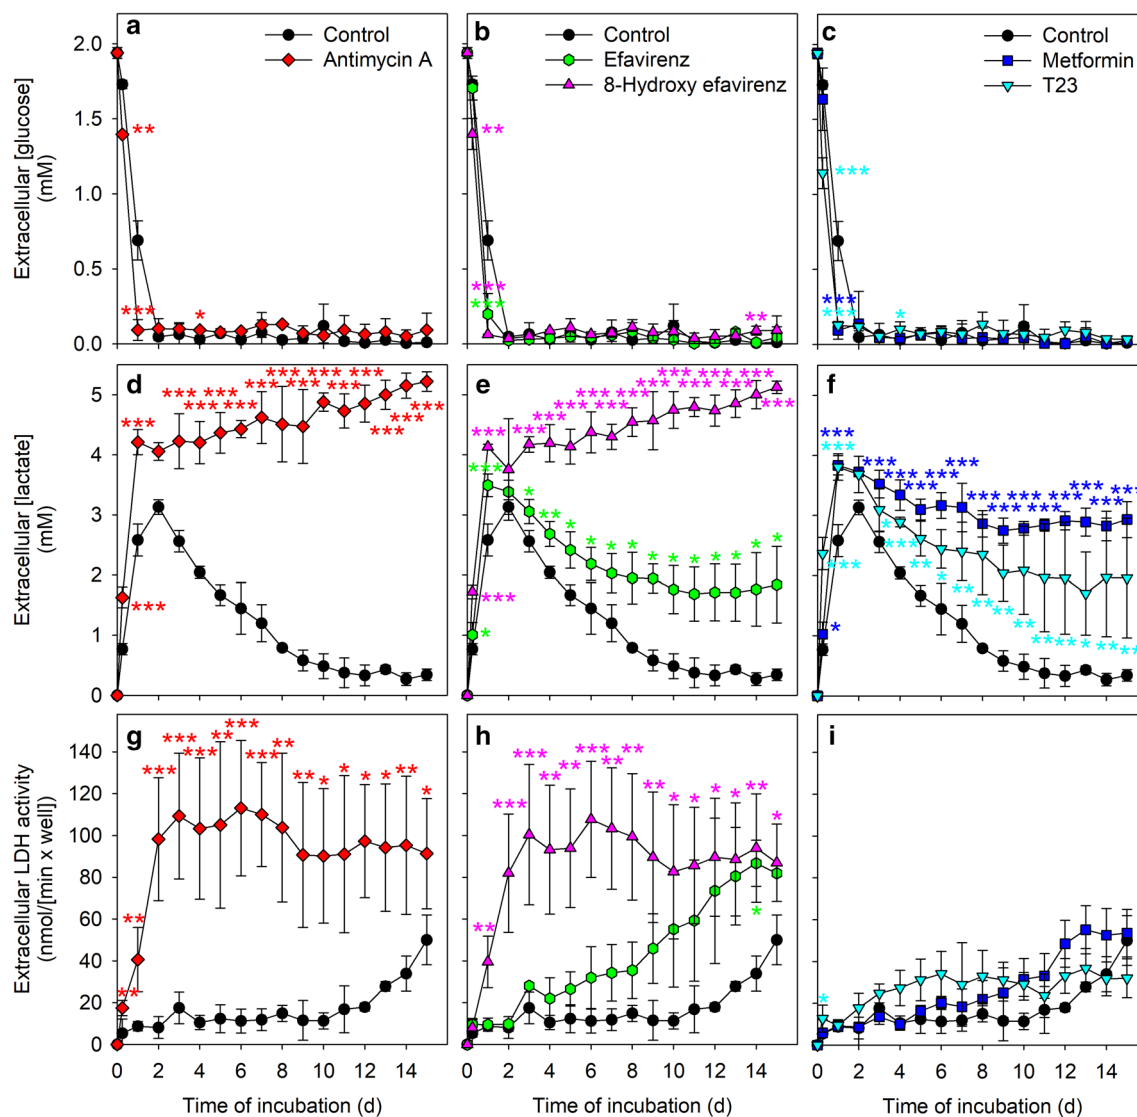 a
Control
Antimycin A
b
Control
Efavirenz
8-Hydroxy efavirenz
c
Control
Metformin
T23
Extracellular [glucose]
(mM)
2.0
1.5
1.0
0.5
0.0
**
***
*
**
***
***
**
***
***
***
*
d
e
f
Extracellular [lactate]
(mM)
5
4
3
2
1
0
g
h
i
Extracellular LDH activity
(nmol/[min x well])
140
120
100
80
60
40
20
0
0 2 4 6 8 10 12 14
0 2 4 6 8 10 12 14
0 2 4 6 8 10 12 14
Time of incubation (d)
Time of incubation (d)
Time of incubation (d)